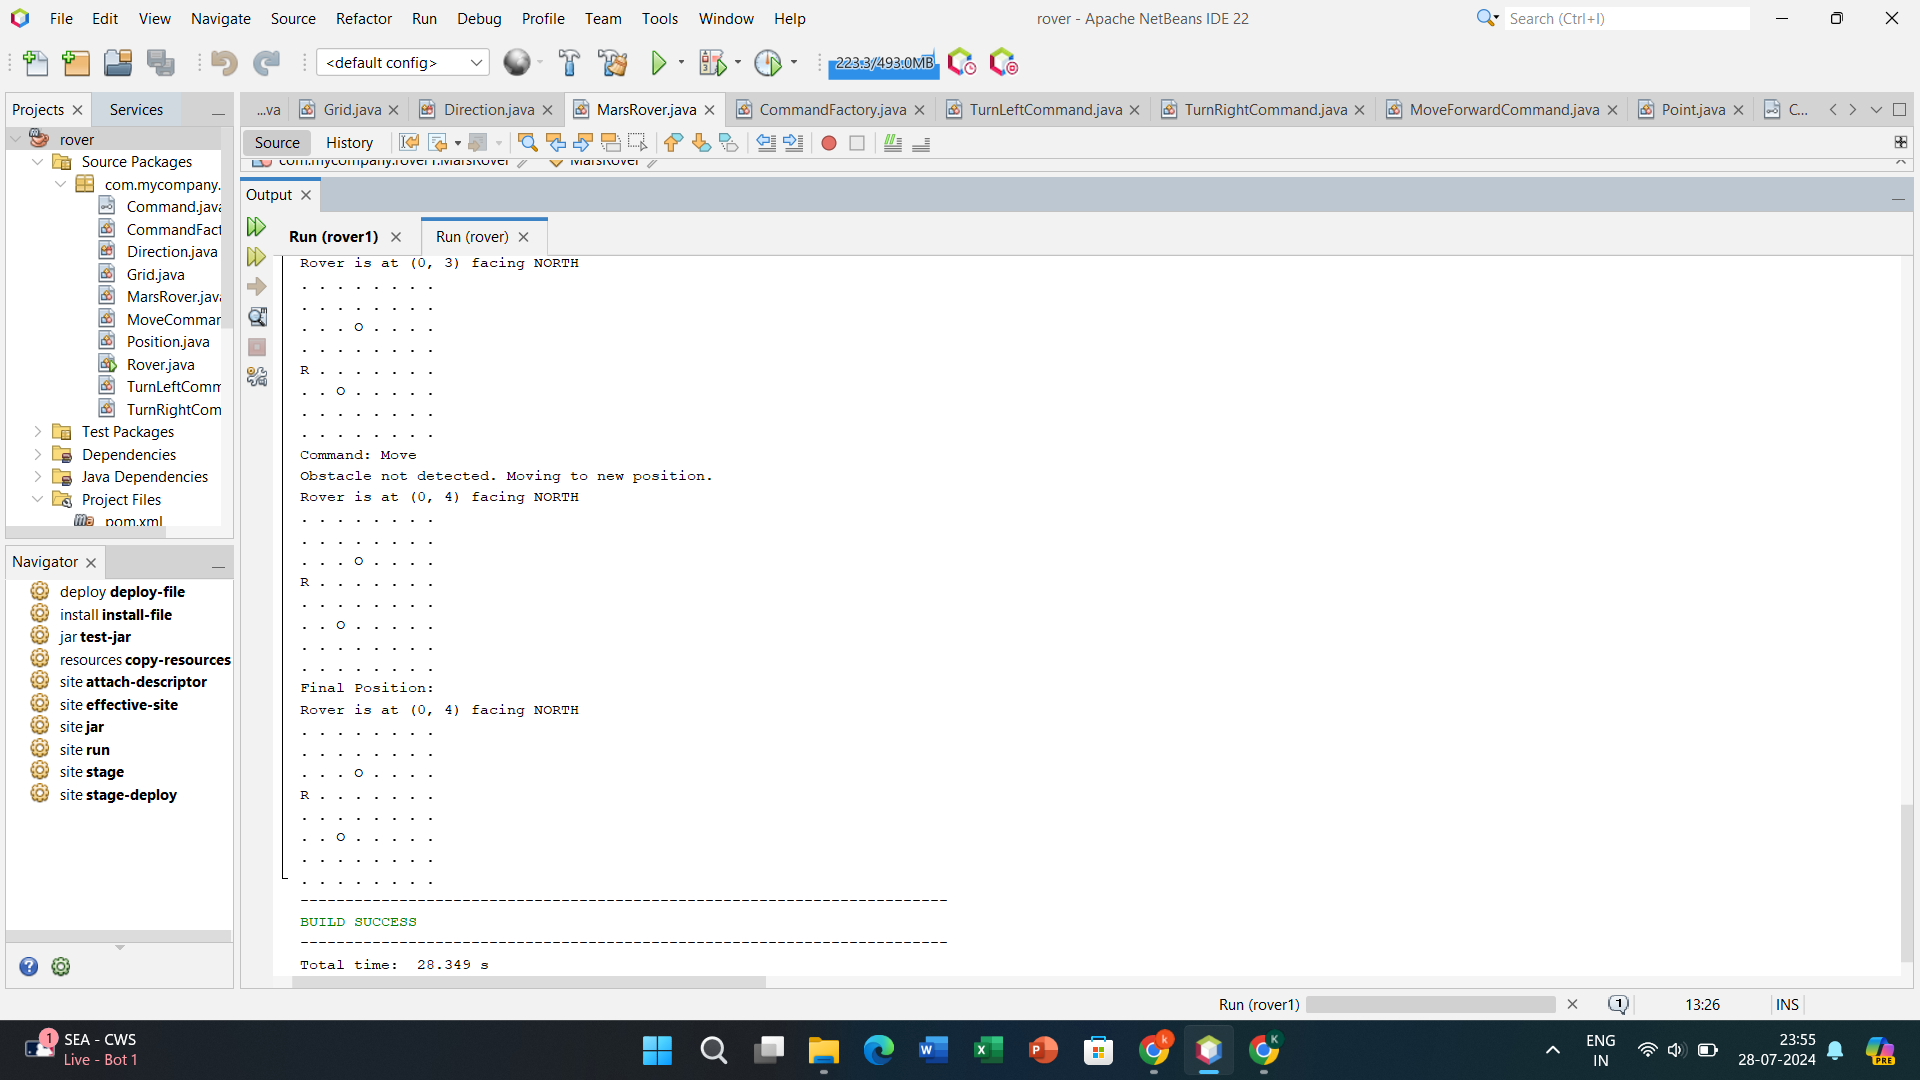 File Edit View Navigate Source Refactor Run Debug Profile Team Tools Window Help
rover - Apache NetBeans IDE 22
Search (Ctrl+I)
<default config>
223.3/493.0MB
Projects
Services
...va
Grid.java
Direction.java
MarsRover.java
CommandFactory.java
TurnLeftCommand.java
TurnRightCommand.java
MoveForwardCommand.java
Point.java
C...
Source
History
com.mycompany.rover1.MarsRover
MarsRover
rover
Source Packages
com.mycompany.
Command.java
CommandFact
Direction.java
Grid.java
MarsRover.java
MoveCommar
Position.java
Rover.java
TurnLeftComm
TurnRightCom
Test Packages
Dependencies
Java Dependencies
Project Files
pom.xml
Navigator
deploy deploy-file
install install-file
jar test-jar
resources copy-resources
site attach-descriptor
site effective-site
site jar
site run
site stage
site stage-deploy
Output
Run (rover1)
Run (rover)
Rover is at (0, 3) facing NORTH
. . . . . . . .
. . . . . . . .
. . . O . . . .
. . . . . . . .
R . . . . . . .
. . O . . . . .
. . . . . . . .
. . . . . . . .
Command: Move
Obstacle not detected. Moving to new position.
Rover is at (0, 4) facing NORTH
. . . . . . . .
. . . . . . . .
. . . O . . . .
R . . . . . . .
. . . . . . . .
. . O . . . . .
. . . . . . . .
. . . . . . . .
Final Position:
Rover is at (0, 4) facing NORTH
. . . . . . . .
. . . . . . . .
. . . O . . . .
R . . . . . . .
. . . . . . . .
. . O . . . . .
. . . . . . . .
. . . . . . . .
------------------------------------------------------------------------
BUILD SUCCESS
------------------------------------------------------------------------
Total time:  28.349 s
Run (rover1)
1
13:26
INS
1
SEA - CWS
Live - Bot 1
ENG
IN
23:55
28-07-2024
PRE